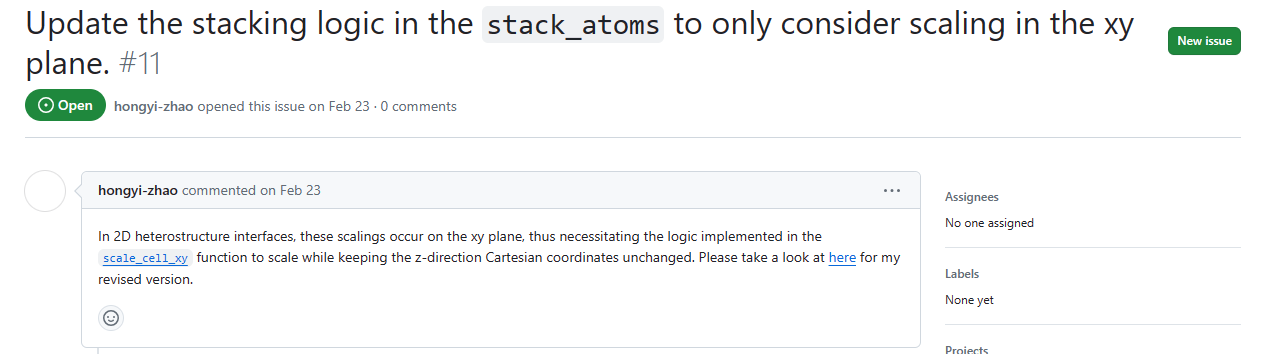 Update the stacking logic in the stack_atoms to only consider scaling in the xy
plane. #11
New issue
Open
hongyi-zhao opened this issue on Feb 23 · 0 comments
hongyi-zhao commented on Feb 23
In 2D heterostructure interfaces, these scalings occur on the xy plane, thus necessitating the logic implemented in the
scale_cell_xy function to scale while keeping the z-direction Cartesian coordinates unchanged. Please take a look at here for my
revised version.
Assignees
No one assigned
Labels
None yet
Projects